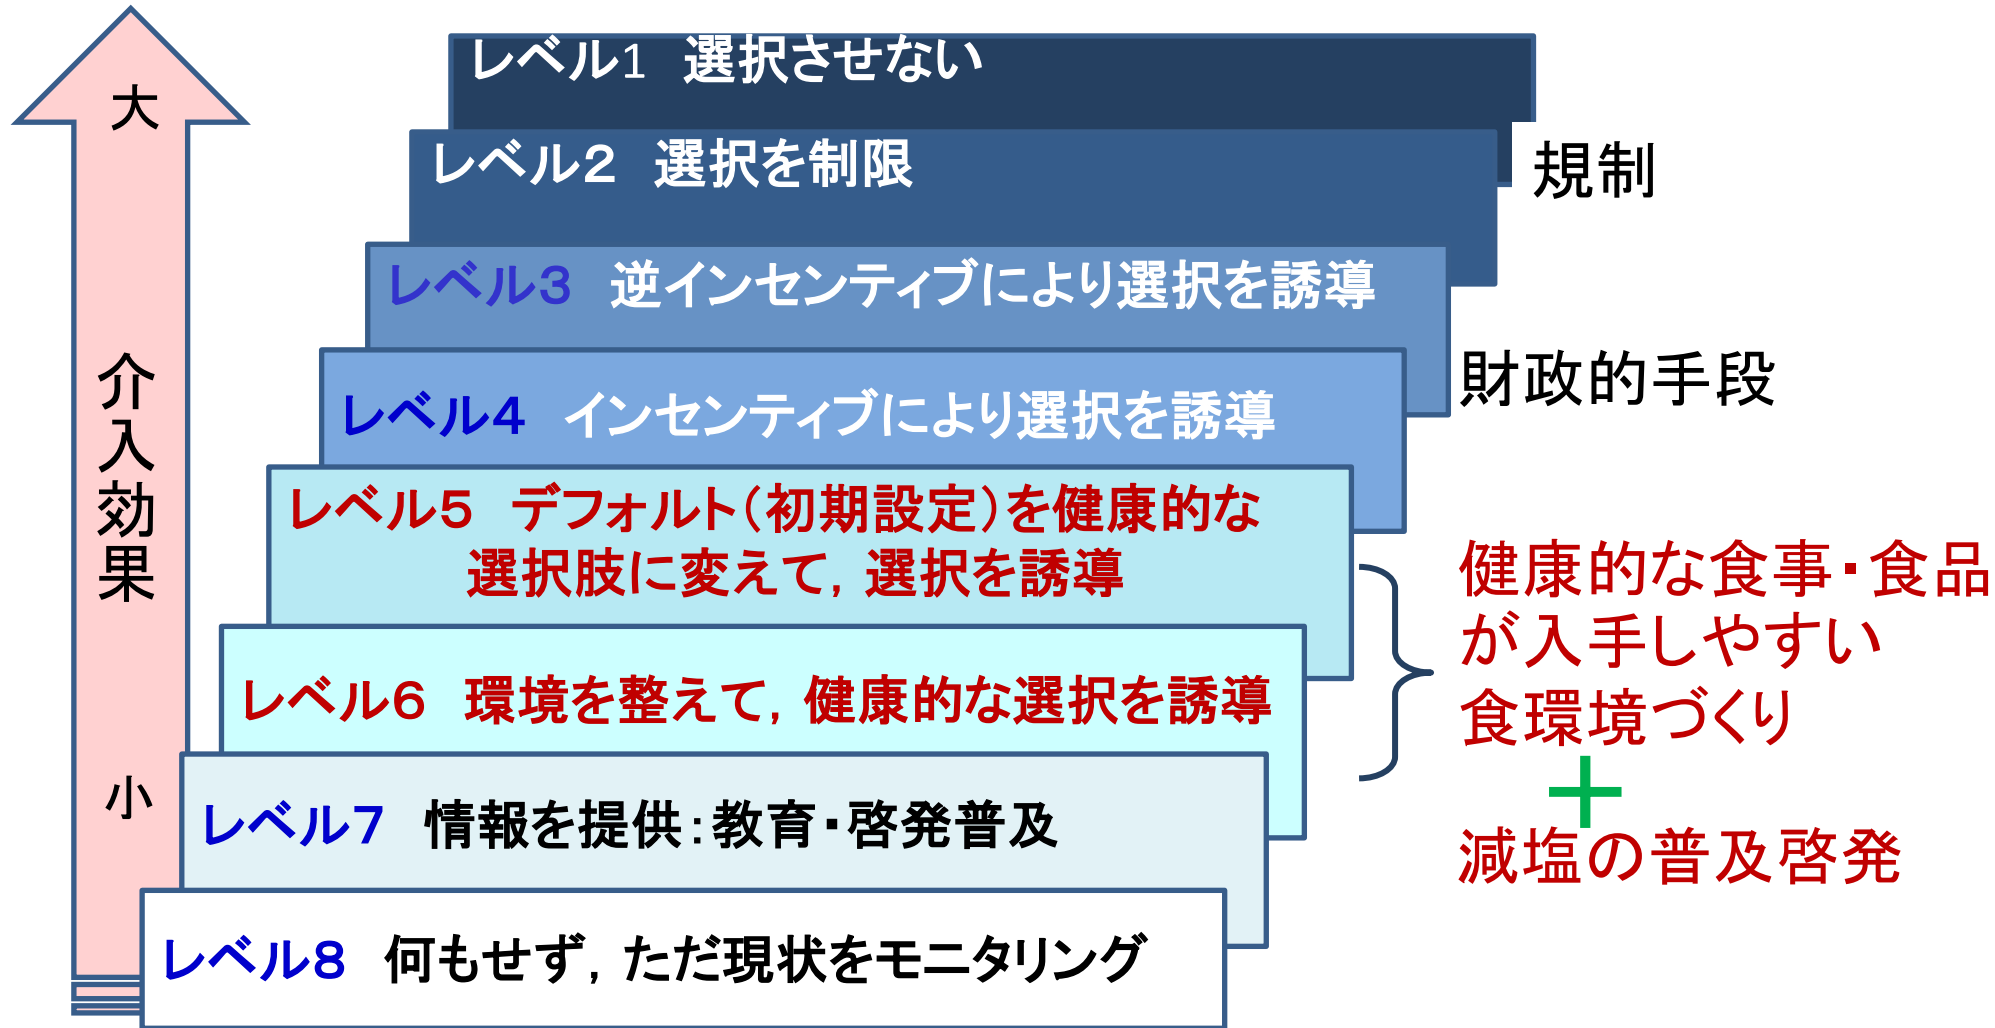 大
介入効果
小
レベル1　選択させない
レベル２　選択を制限
レベル３　逆インセンティブにより選択を誘導
レベル４　インセンティブにより選択を誘導
レベル５　デフォルト（初期設定）を健康的な
選択肢に変えて，選択を誘導
レベル６　環境を整えて，健康的な選択を誘導
レベル７　情報を提供：教育・啓発普及
レベル８　何もせず，ただ現状をモニタリング
規制
財政的手段
健康的な食事・食品
が入手しやすい
食環境づくり
＋
減塩の普及啓発